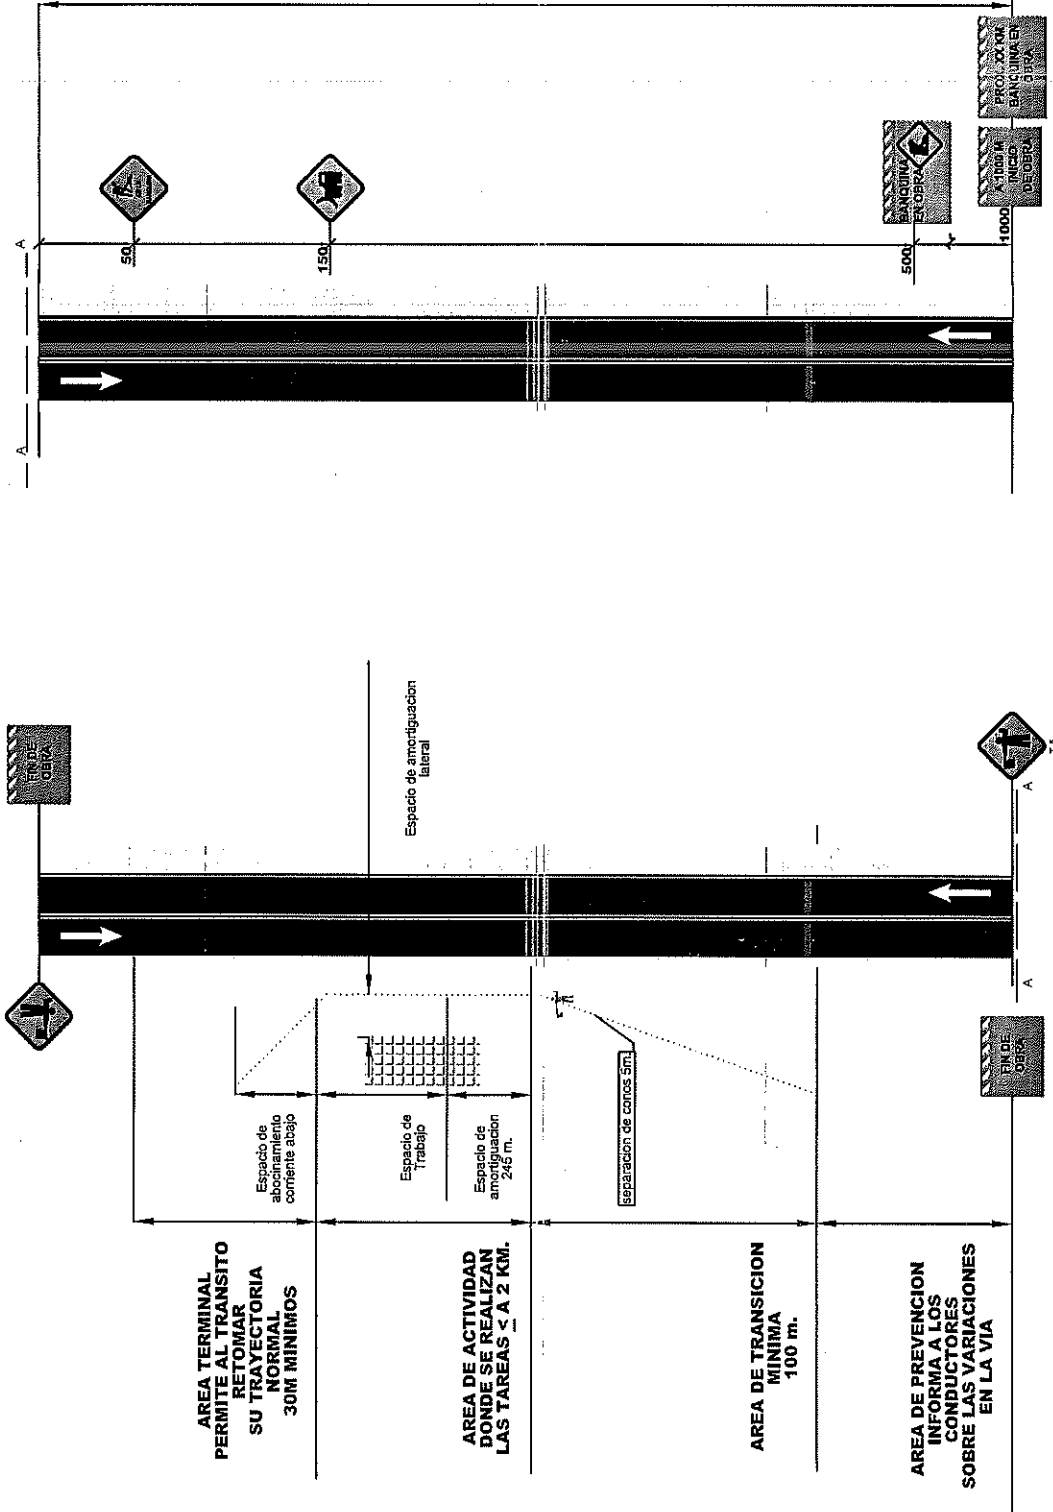 FIN DE
OBRA
AREA TERMINAL
PERMITE AL TRANSITO
RETOMAR
SU TRAYECTORIA
NORMAL
30M MINIMOS
Espacio de
abocinamiento
corriente abajo
Espacio de amortiguacion
lateral
AREA DE ACTIVIDAD
DONDE SE REALIZAN
LAS TAREAS < A 2 KM.
Espacio de
Trabajo
Espacio de
amortiguacion
245 m.
separacion de conos 5m.
AREA DE TRANSICION
MINIMA
100 m.
AREA DE PREVENCION
INFORMA A LOS
CONDUCTORES
SOBRE LAS VARIACIONES
EN LA VIA
FIN DE
OBRA
A
A
A
A
50
150
500
BANQUINA
EN OBRA
1000
A 1000 M
INICIO
DE OBRA
PROX. XX KM
BANQUINA EN
OBRA